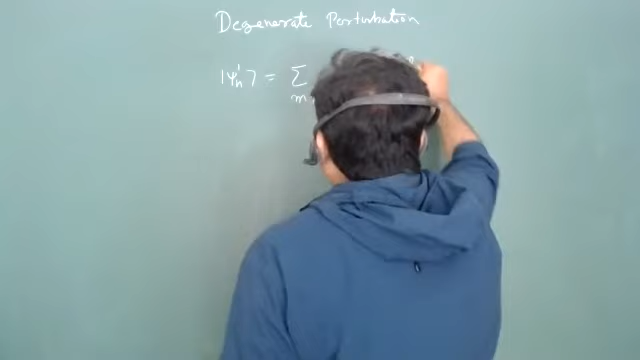 Degenerate Perturbation
|ψₙ¹⟩ = Σ
m